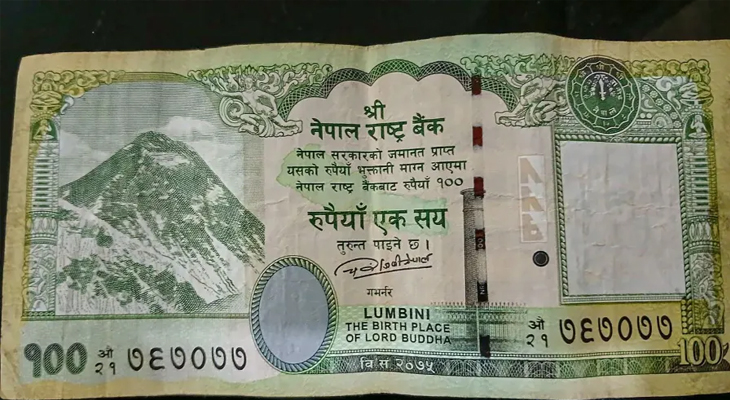 श्री
नेपाल राष्ट्र बैंक
नेपाल सरकारको जमानत प्राप्त
यसको रुपैयाँ भुक्तानी माग्न आएमा
नेपाल राष्ट्र बैंकबाट रुपैयाँ १००
रुपैयाँ एक सय
तुरुन्त पाइने छ ।
गभर्नर
LUMBINI
THE BIRTH PLACE
OF LORD BUDDHA
वि.सं. २०७५
१०० औ २१ ७६७०७७
औ २१ ७६७०७७
100